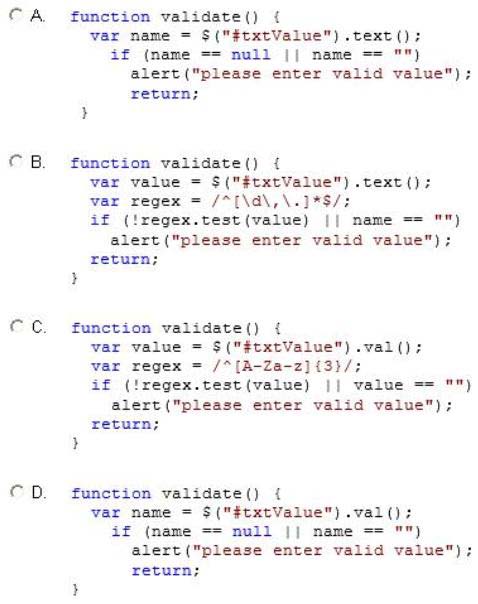 A. function validate() {
var name = $("#txtValue").text();
if (name == null || name == "")
alert("please enter valid value");
return;
}
B. function validate() {
var value = $("#txtValue").text();
var regex = /^[\d\,\.]*$/;
if (!regex.test(value) || name == "")
alert("please enter valid value");
return;
}
C. function validate() {
var value = $("#txtValue").val();
var regex = /^[A-Za-z]{3}/;
if (!regex.test(value) || value == "")
alert("please enter valid value");
return;
}
D. function validate() {
var name = $("#txtValue").val();
if (name == null || name == "")
alert("please enter valid value");
return;
}